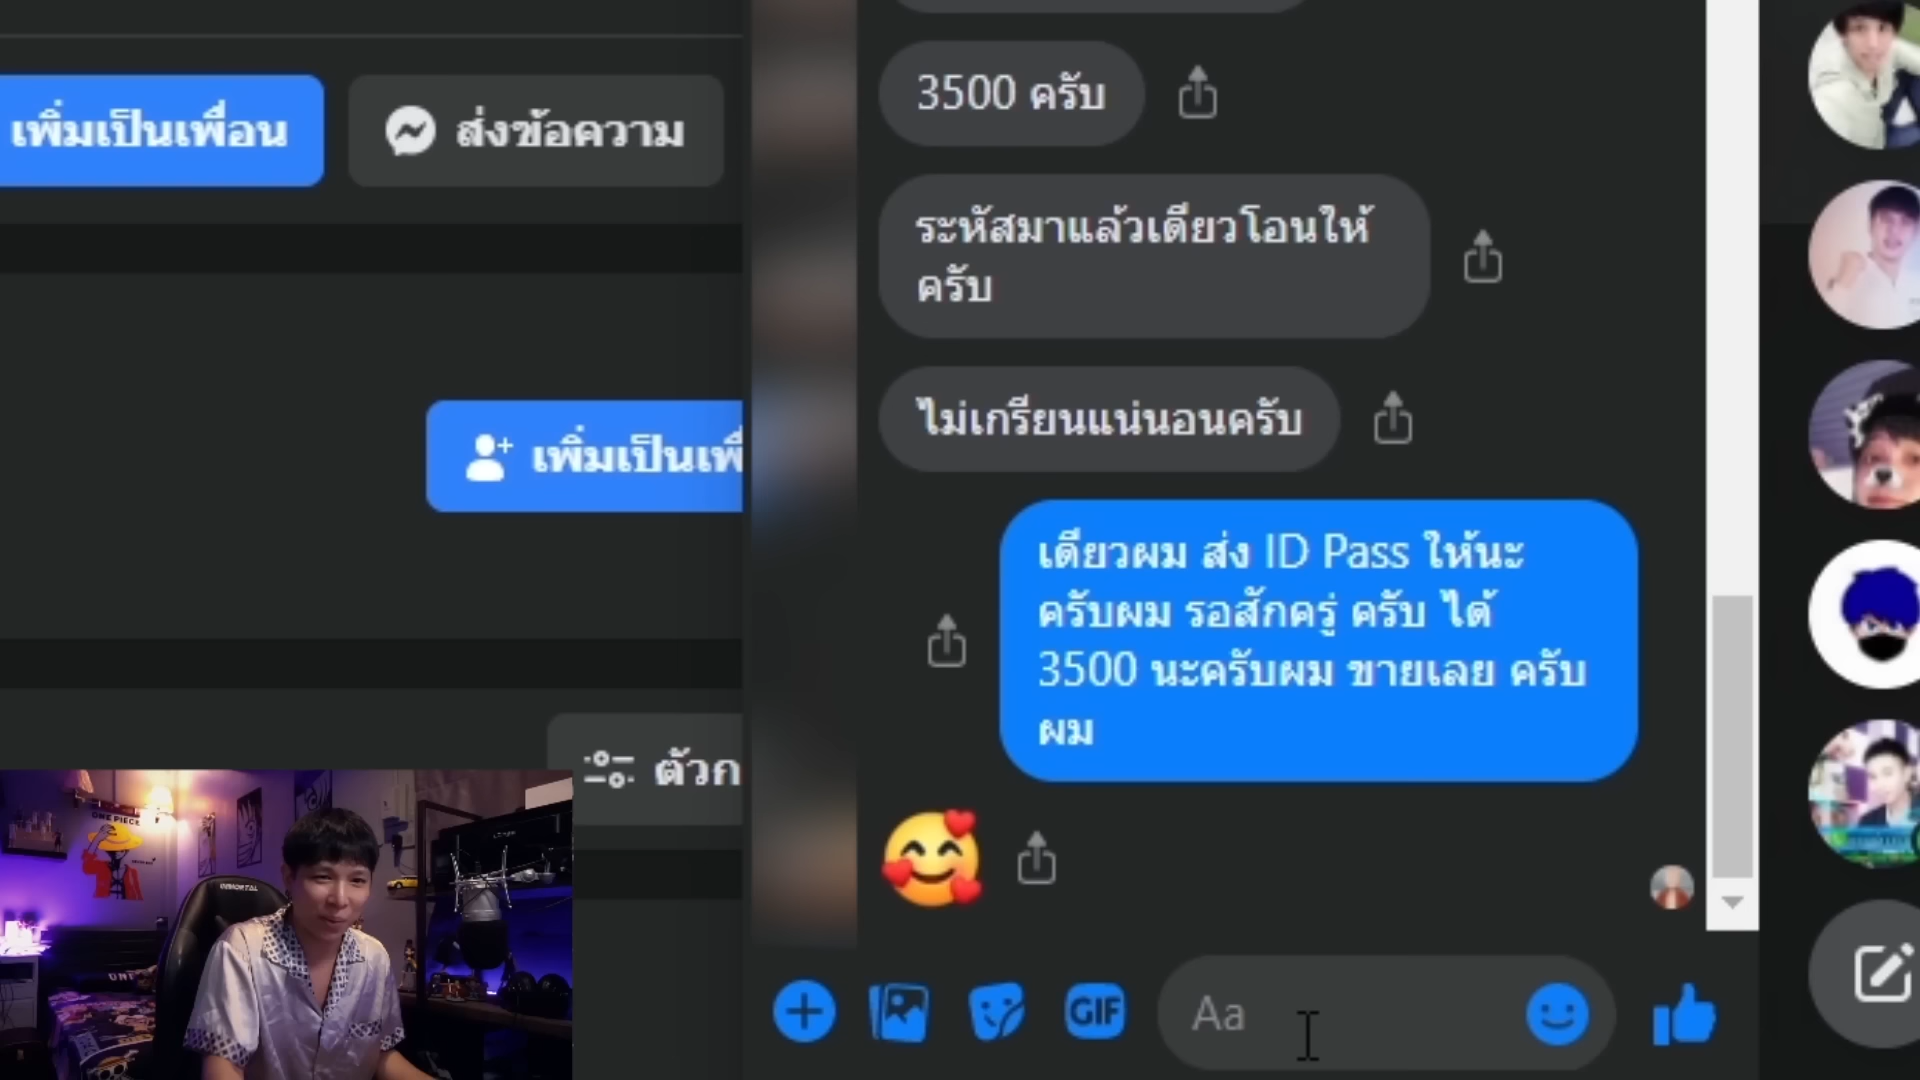 เพิ่มเป็นเพื่อน
ส่งข้อความ
เพิ่มเป็นเพื่
ตัวก
3500 ครับ
ระหัสมาแล้วเดียวโอนให้
ครับ
ไม่เกรียนแน่นอนครับ
เดียวผม ส่ง ID Pass ให้นะ
ครับผม รอสักครู่ ครับ ได้
3500 นะครับผม ขายเลย ครับ
ผม
GIF
Aa
ONE PIECE